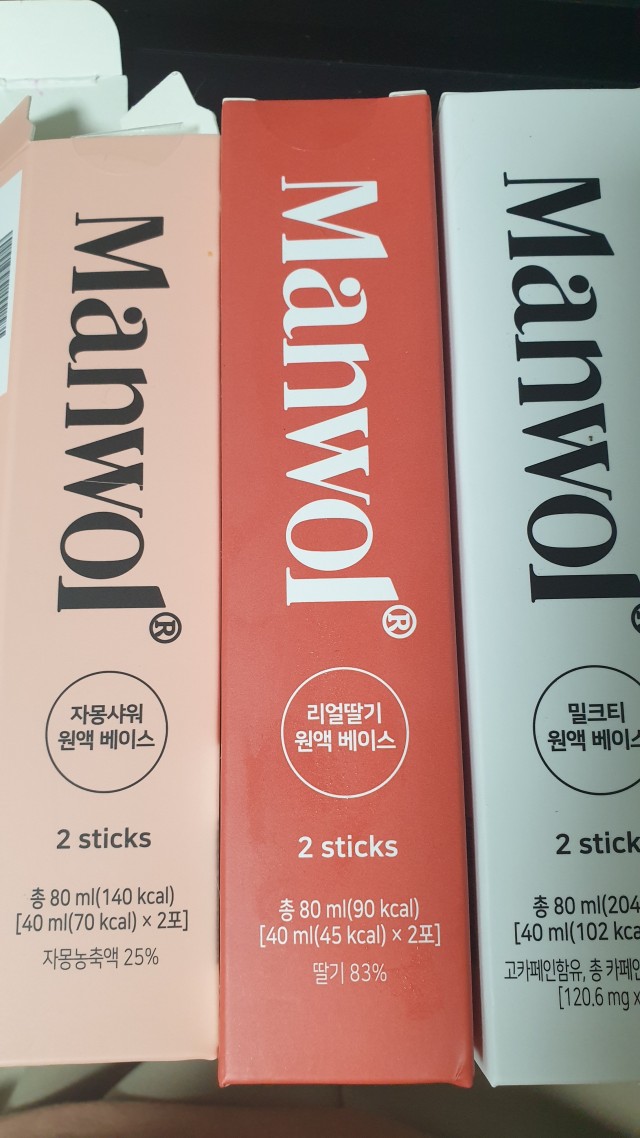 Manwol®
자몽샤워
원액 베이스
2 sticks
총 80 ml(140 kcal)
[40 ml(70 kcal) × 2포]
자몽농축액 25%
Manwol®
리얼딸기
원액 베이스
2 sticks
총 80 ml(90 kcal)
[40 ml(45 kcal) × 2포]
딸기 83%
Manwol
밀크티
원액 베이스
2 stick
총 80 ml(204
[40 ml(102 kca
고카페인함유, 총 카페인
[120.6 mg ×